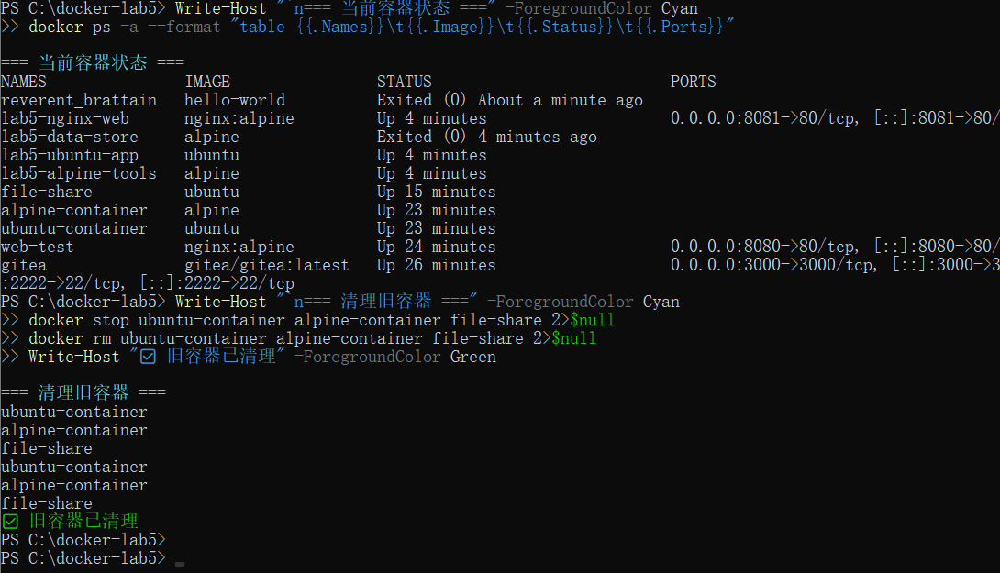 PS C:\docker-lab5> Write-Host "`n=== 当前容器状态 ===" -ForegroundColor Cyan
>> docker ps -a --format "table {{.Names}}\t{{.Image}}\t{{.Status}}\t{{.Ports}}"
=== 当前容器状态 ===
NAMES IMAGE STATUS PORTS
reverent_brattain hello-world Exited (0) About a minute ago
lab5-nginx-web nginx:alpine Up 4 minutes 0.0.0.0:8081->80/tcp, [::]:8081->80/
lab5-data-store alpine Exited (0) 4 minutes ago
lab5-ubuntu-app ubuntu Up 4 minutes
lab5-alpine-tools alpine Up 4 minutes
file-share ubuntu Up 15 minutes
alpine-container alpine Up 23 minutes
ubuntu-container ubuntu Up 23 minutes
web-test nginx:alpine Up 24 minutes 0.0.0.0:8080->80/tcp, [::]:8080->80/
gitea gitea/gitea:latest Up 26 minutes 0.0.0.0:3000->3000/tcp, [::]:3000->3
:2222->22/tcp, [::]:2222->22/tcp
PS C:\docker-lab5> Write-Host "`n=== 清理旧容器 ===" -ForegroundColor Cyan
>> docker stop ubuntu-container alpine-container file-share 2>$null
>> docker rm ubuntu-container alpine-container file-share 2>$null
>> Write-Host "☑ 旧容器已清理" -ForegroundColor Green
=== 清理旧容器 ===
ubuntu-container
alpine-container
file-share
ubuntu-container
alpine-container
file-share
☑ 旧容器已清理
PS C:\docker-lab5>
PS C:\docker-lab5>